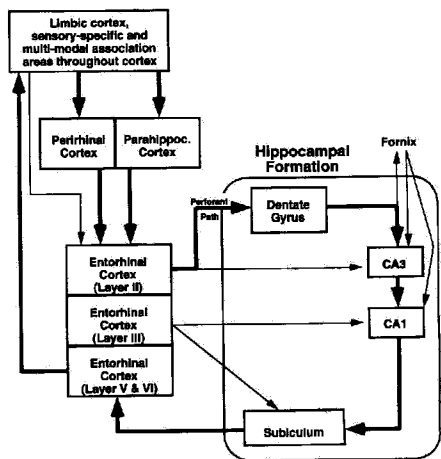 Limbic cortex,
sensory-specific and
multi-modal association
areas throughout cortex
Perirhinal
Cortex
Parahippoc.
Cortex
Hippocampal
Formation
Fornix
Perforant
Path
Dentate
Gyrus
Entorhinal
Cortex
(Layer II)
CA3
Entorhinal
Cortex
(Layer III)
CA1
Entorhinal
Cortex
(Layer V & VI)
Subiculum